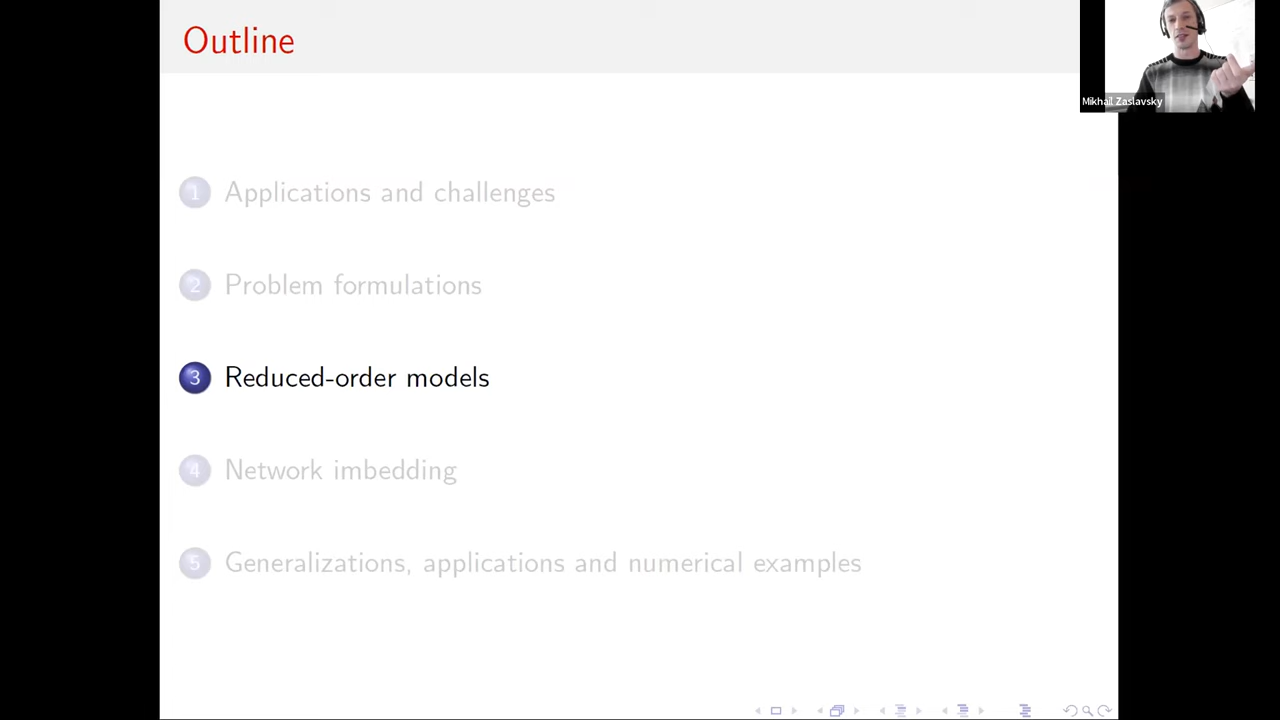 Outline
Mikhail Zaslavsky
1 Applications and challenges
2 Problem formulations
3 Reduced-order models
4 Network imbedding
5 Generalizations, applications and numerical examples